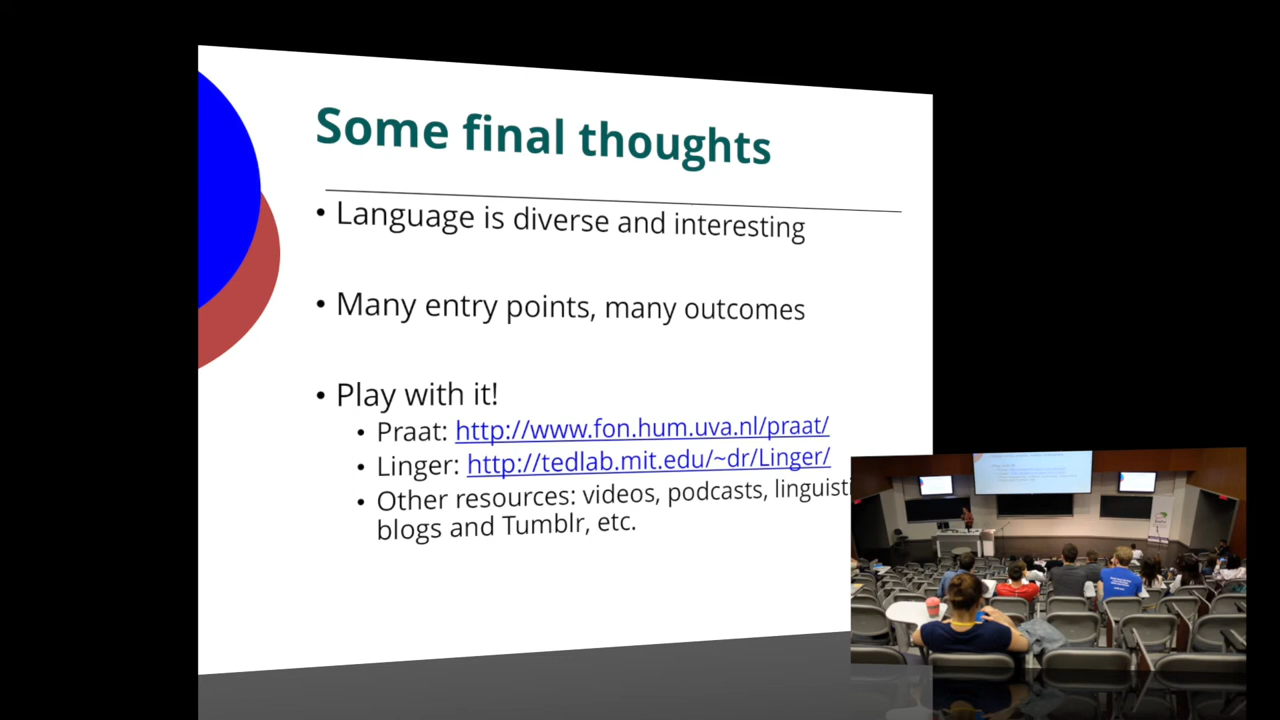 Some final thoughts
• Language is diverse and interesting
• Many entry points, many outcomes
• Play with it!
• Praat: http://www.fon.hum.uva.nl/praat/
• Linger: http://tedlab.mit.edu/~dr/Linger/
• Other resources: videos, podcasts, linguisti
blogs and Tumblr, etc.